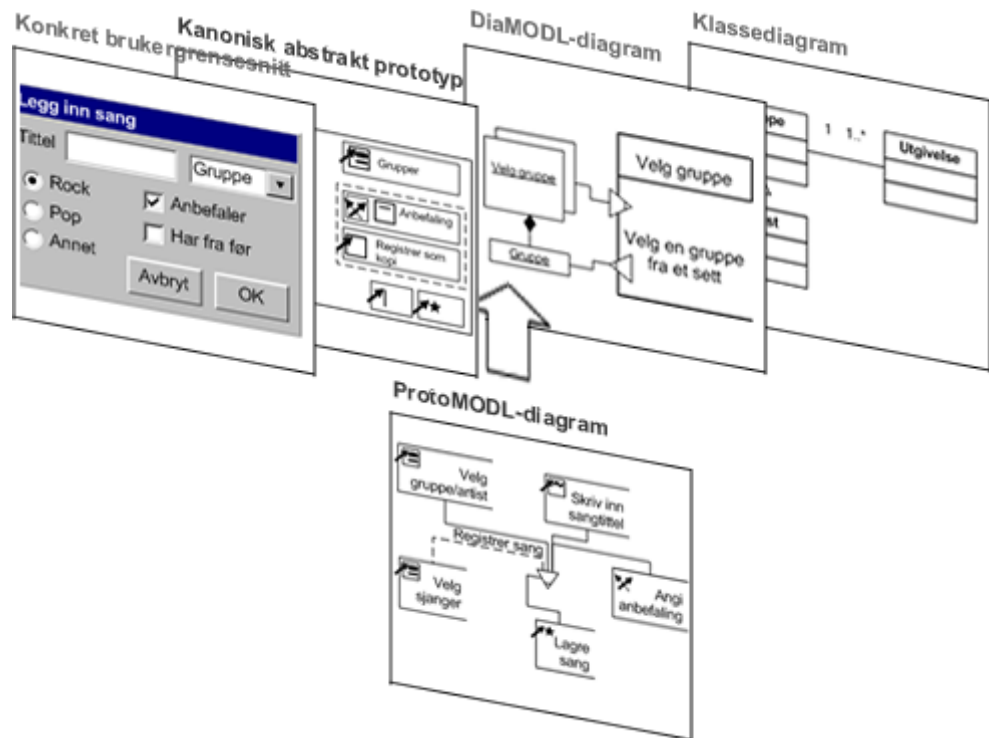 Konkret brukergrensesnitt
Kanonisk abstrakt prototyp
DiaMODL-diagram
Klassediagram
Legg inn sang
Tittel
Gruppe
Rock
Pop
Annet
Anbefaler
Har fra før
Avbryt
OK
Grupper
Anbefaling
Registrer som
kopi
Velg gruppe
Gruppe
Velg gruppe
Velg en gruppe
fra et sett
pe
1 1..*
Utgivelse
st
ProtoMODL-diagram
Velg
gruppe/artist
Skriv inn
sangtittel
Registrer sang
Velg
sjanger
Angi
anbefaling
Lagre
sang